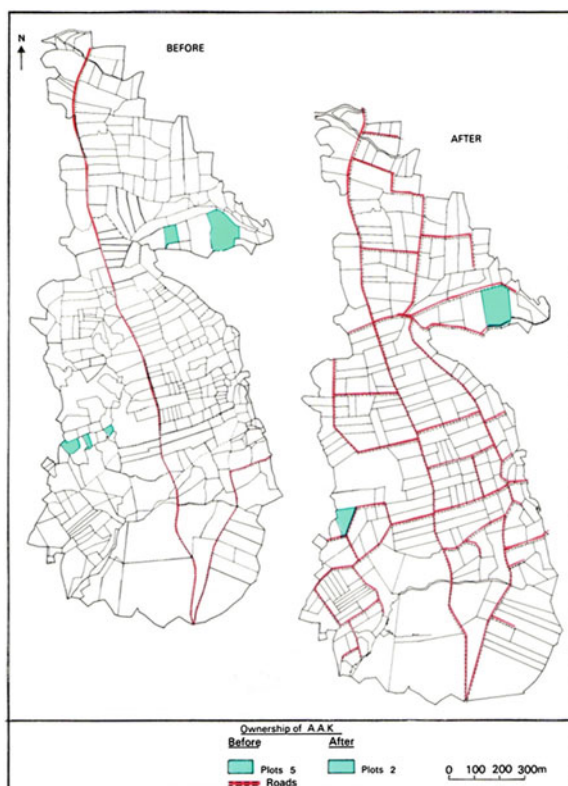 N
BEFORE
AFTER
Ownership of A.A.K
Before After
Plots 5 Plots 2
Roads
0 100 200 300m